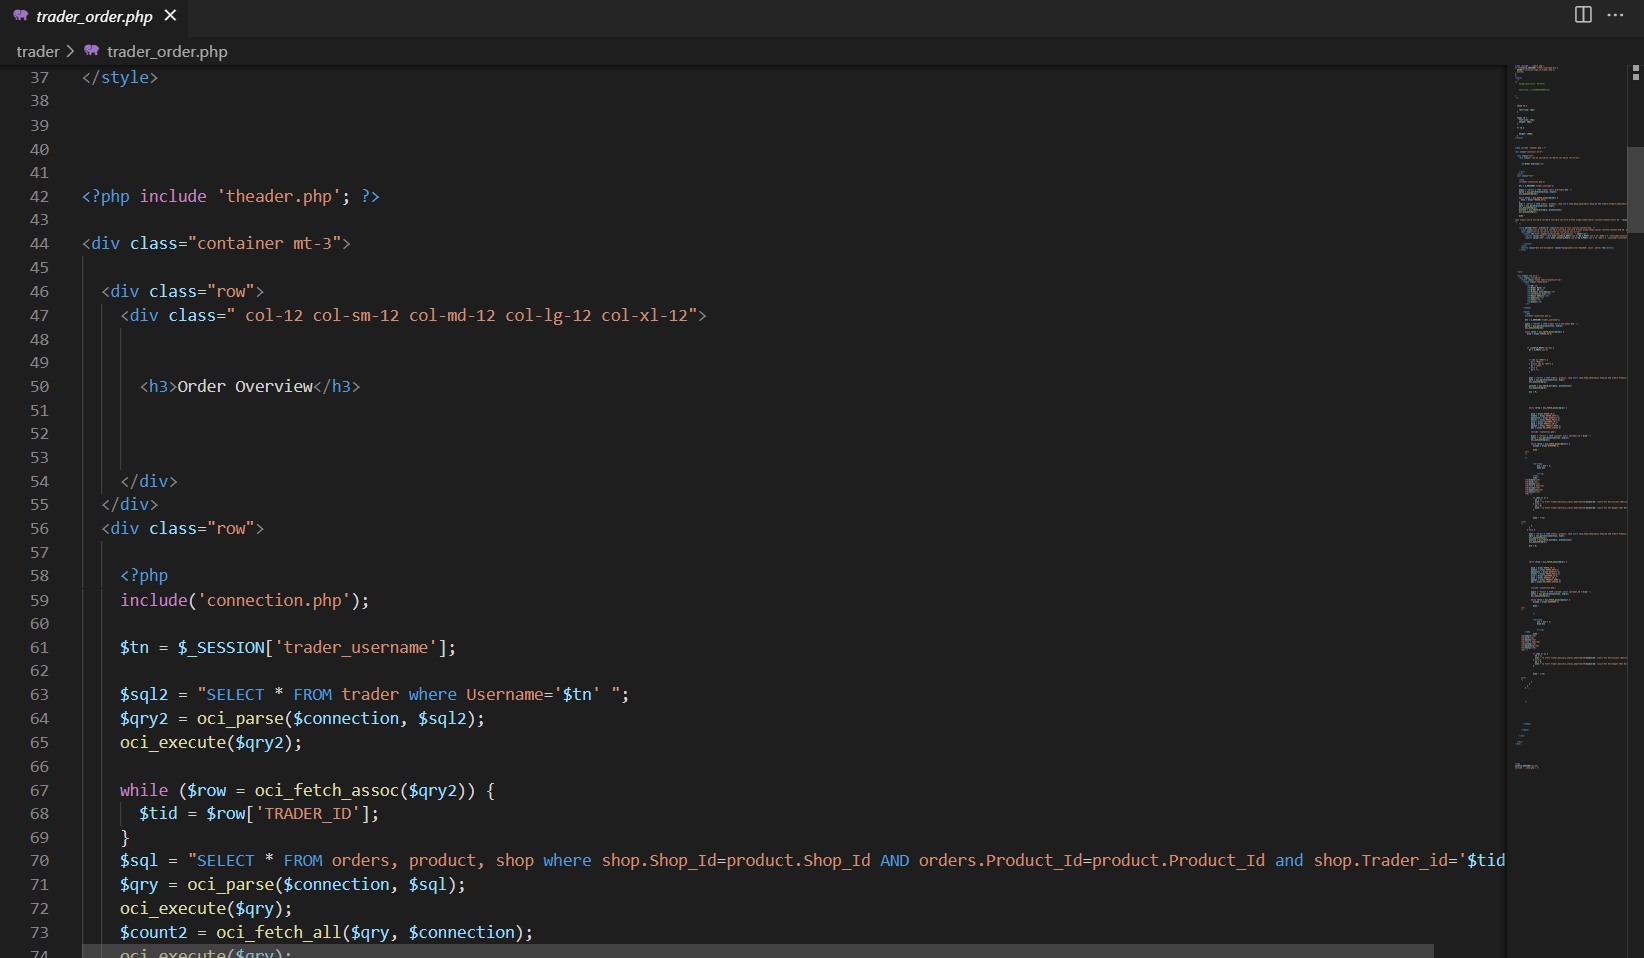 trader_order.php
trader > trader_order.php
37 </style>
38
39
40
41
42 <?php include 'theader.php'; ?>
43
44 <div class="container mt-3">
45
46 <div class="row">
47 <div class=" col-12 col-sm-12 col-md-12 col-lg-12 col-xl-12">
48
49
50 <h3>Order Overview</h3>
51
52
53
54 </div>
55 </div>
56 <div class="row">
57
58 <?php
59 include('connection.php');
60
61 $tn = $_SESSION['trader_username'];
62
63 $sql2 = "SELECT * FROM trader where Username='$tn' ";
64 $qry2 = oci_parse($connection, $sql2);
65 oci_execute($qry2);
66
67 while ($row = oci_fetch_assoc($qry2)) {
68 $tid = $row['TRADER_ID'];
69 }
70 $sql = "SELECT * FROM orders, product, shop where shop.Shop_Id=product.Shop_Id AND orders.Product_Id=product.Product_Id and shop.Trader_id='$tid
71 $qry = oci_parse($connection, $sql);
72 oci_execute($qry);
73 $count2 = oci_fetch_all($qry, $connection);
74 oci_execute($qry);